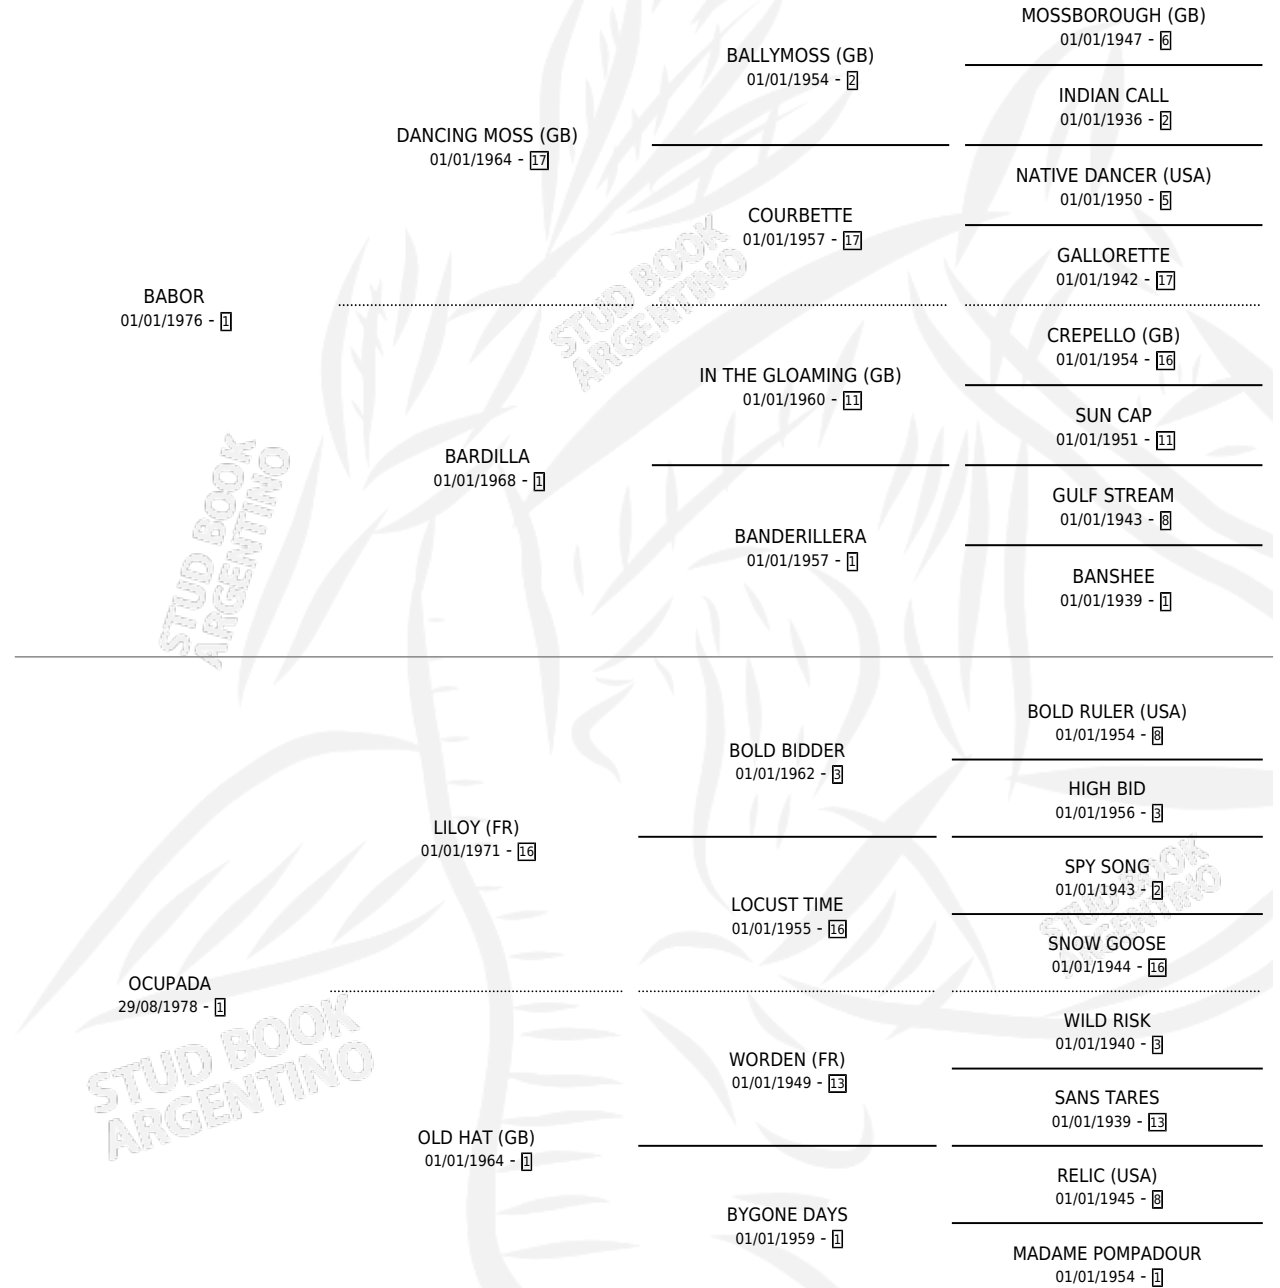 MOSSBOROUGH (GB)
01/01/1947 - 6
BALLYMOSS (GB)
01/01/1954 - 2
INDIAN CALL
01/01/1936 - 2
DANCING MOSS (GB)
01/01/1964 - 17
NATIVE DANCER (USA)
01/01/1950 - 5
COURBETTE
01/01/1957 - 17
GALLORETTE
01/01/1942 - 17
BABOR
01/01/1976 - 1
CREPELLO (GB)
01/01/1954 - 16
IN THE GLOAMING (GB)
01/01/1960 - 11
SUN CAP
01/01/1951 - 11
BARDILLA
01/01/1968 - 1
GULF STREAM
01/01/1943 - 8
BANDERILLERA
01/01/1957 - 1
BANSHEE
01/01/1939 - 1
BOLD RULER (USA)
01/01/1954 - 8
BOLD BIDDER
01/01/1962 - 3
HIGH BID
01/01/1956 - 3
LILOY (FR)
01/01/1971 - 16
SPY SONG
01/01/1943 - 2
LOCUST TIME
01/01/1955 - 16
SNOW GOOSE
01/01/1944 - 16
OCUPADA
29/08/1978 - 1
WILD RISK
01/01/1940 - 3
WORDEN (FR)
01/01/1949 - 13
SANS TARES
01/01/1939 - 13
OLD HAT (GB)
01/01/1964 - 1
RELIC (USA)
01/01/1945 - 8
BYGONE DAYS
01/01/1959 - 1
MADAME POMPADOUR
01/01/1954 - 1
STUD BOOK
ARGENTINO
STUD BOOK
ARGENTINO
STUD BOOK
ARGENTINO
STUD BOOK
ARGENTINO